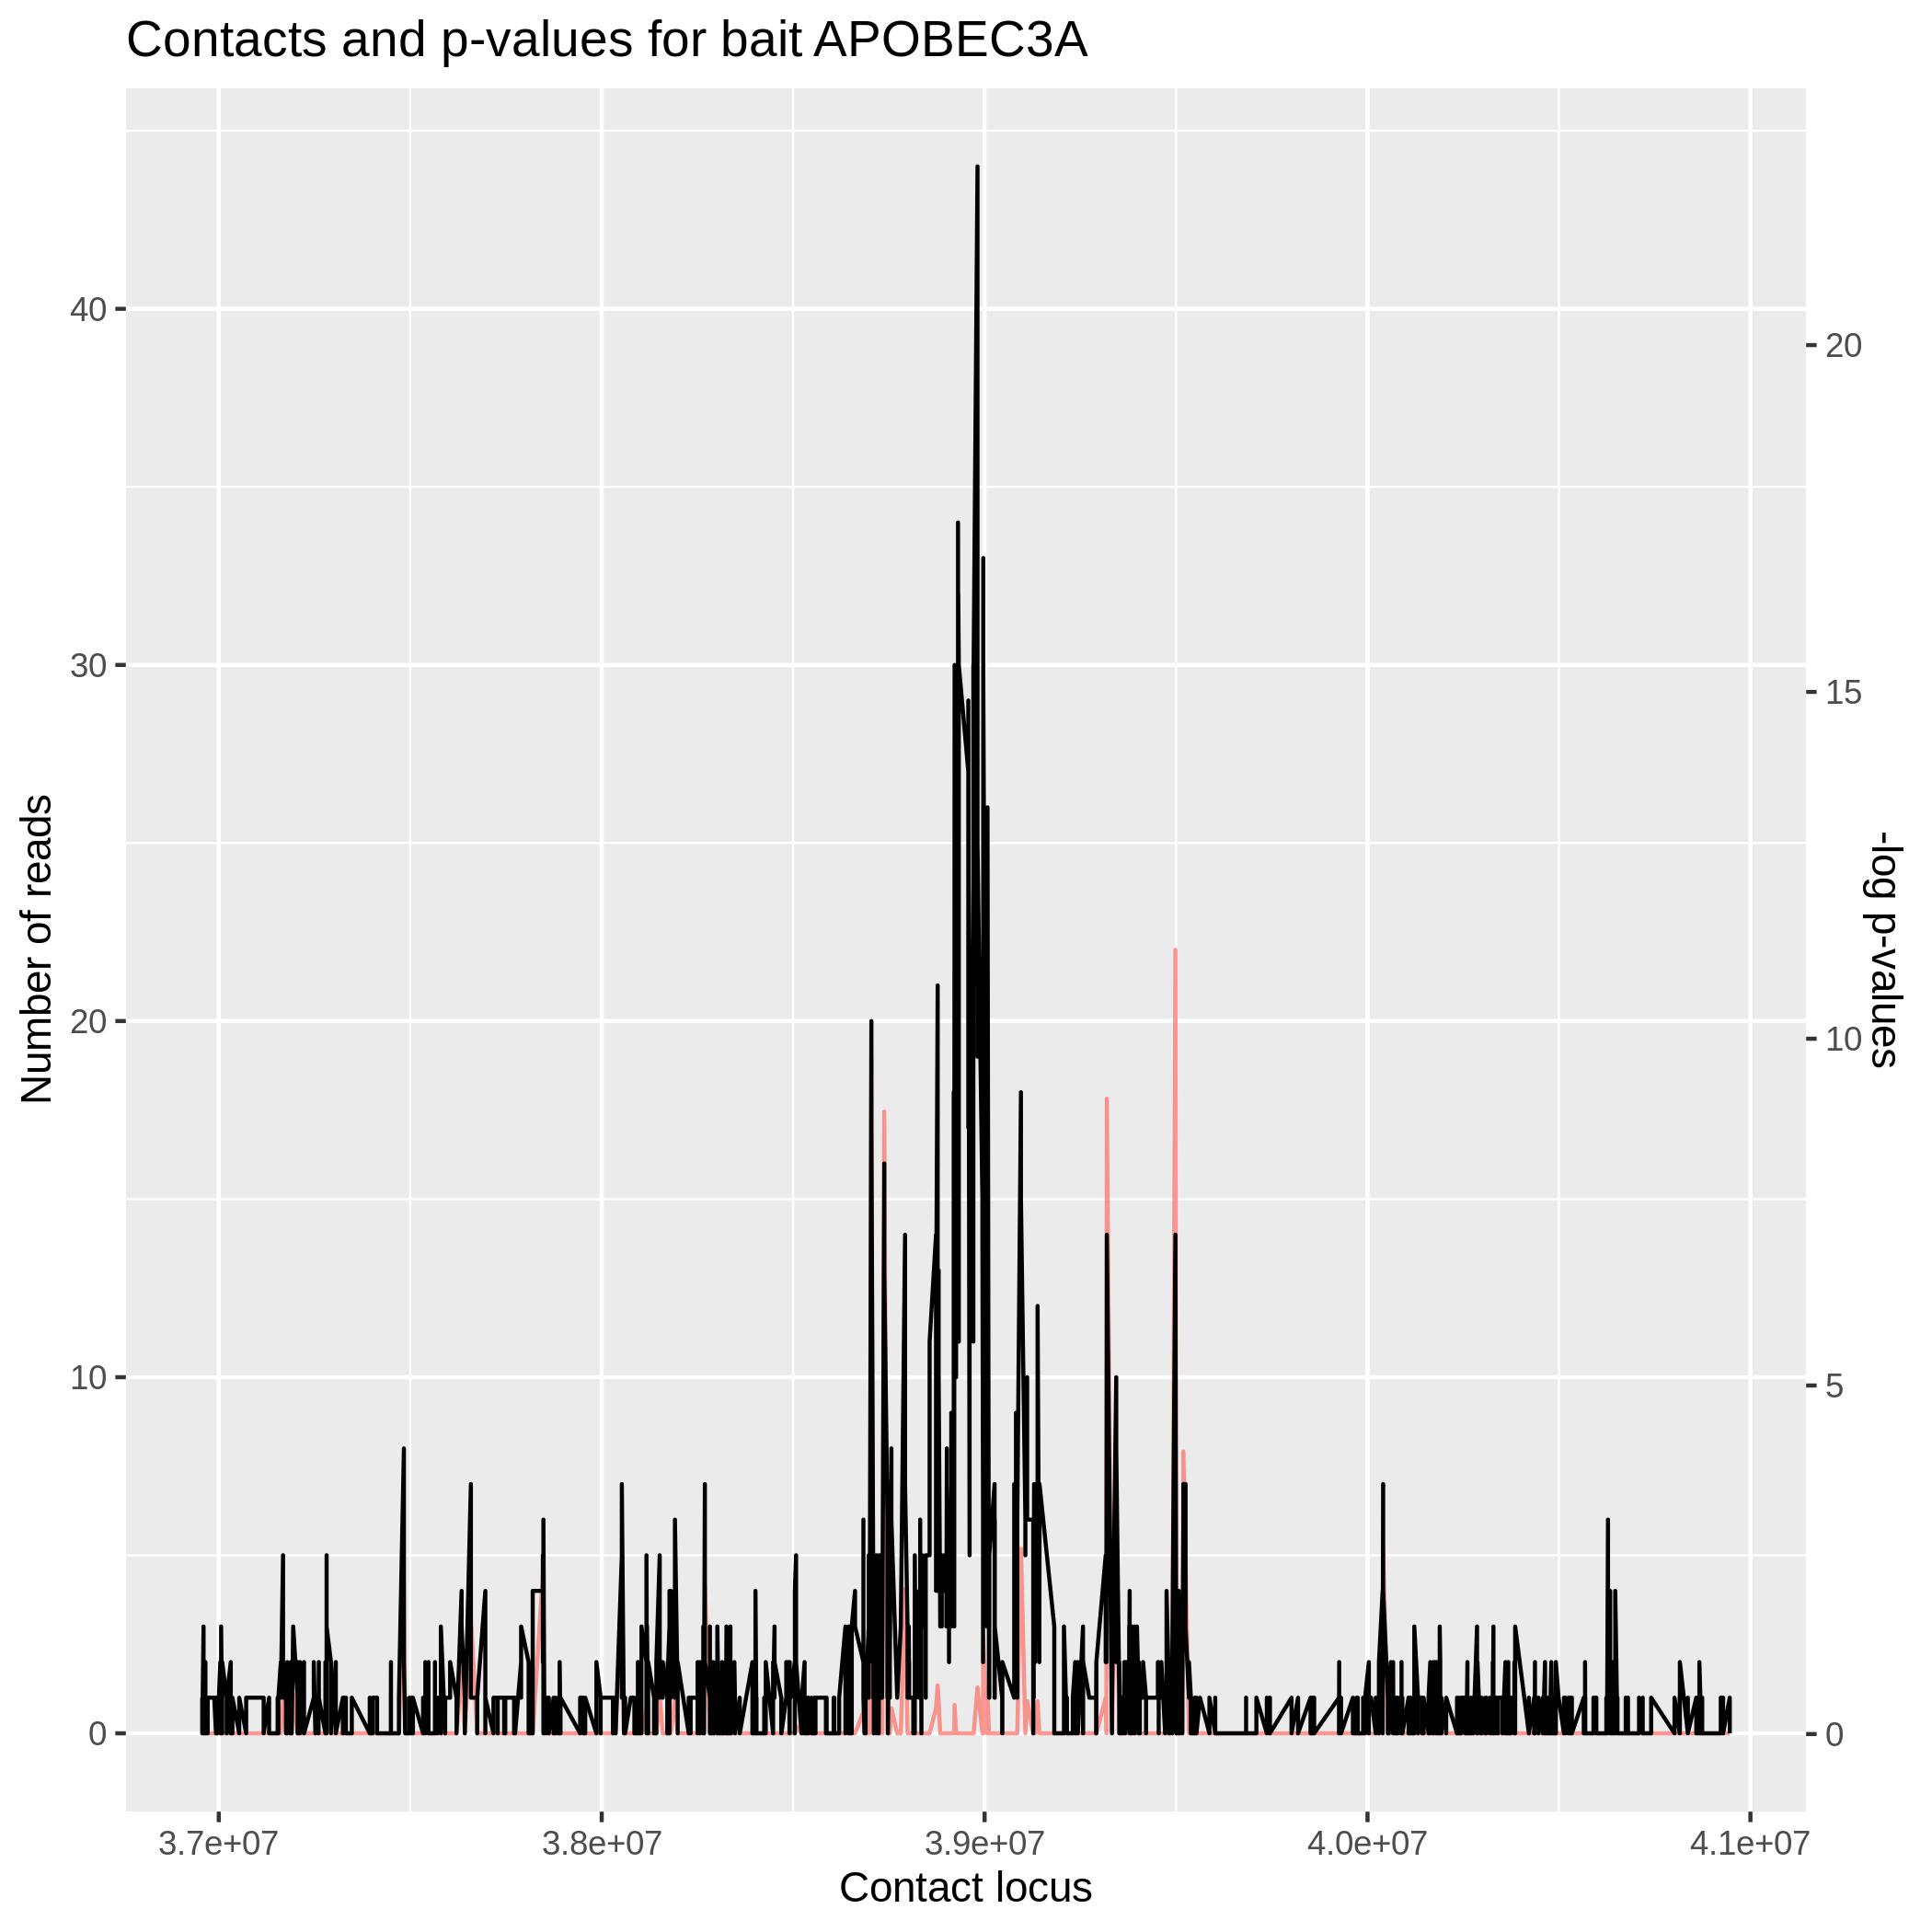 Contacts and p-values for bait APOBEC3A
Number of reads
40
30
20
10
0
20
15
10
5
0
-log p-values
3.7e+07
3.8e+07
3.9e+07
4.0e+07
4.1e+07
Contact locus